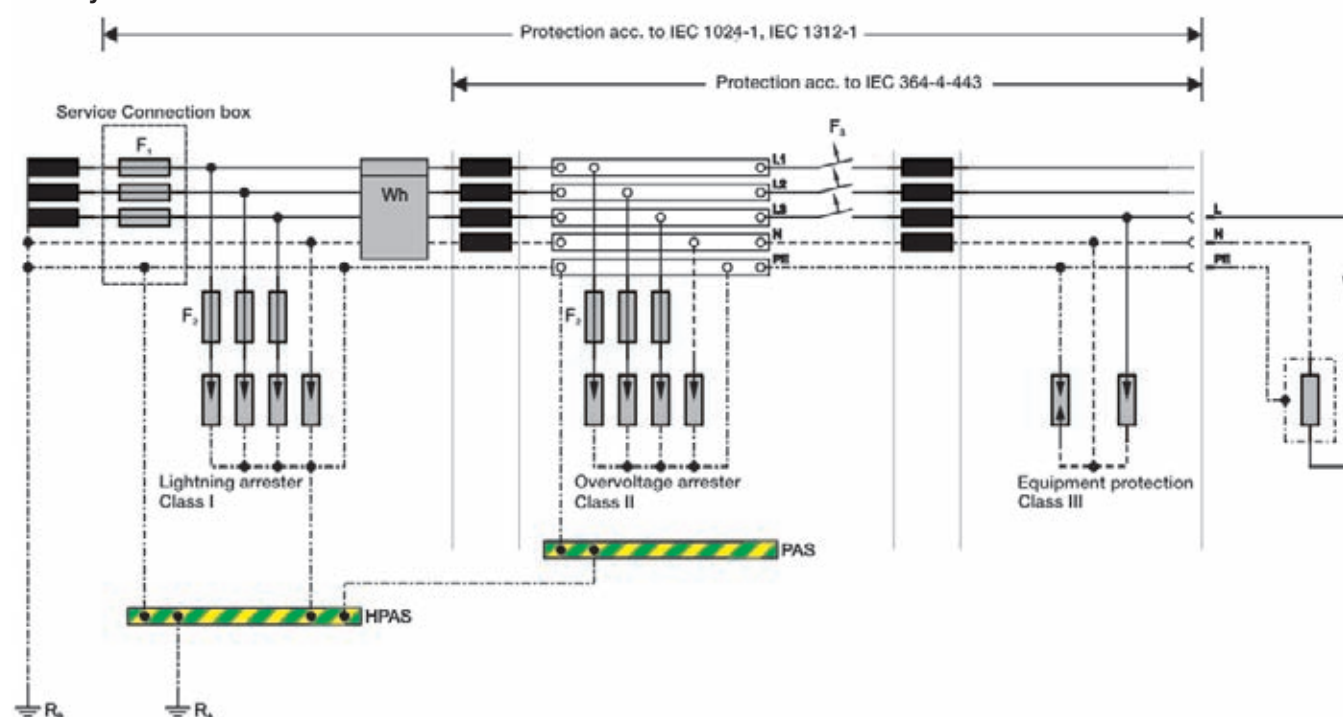 Protection acc. to IEC 1024-1, IEC 1312-1
Protection acc. to IEC 364-4-443
Service Connection box
F₁
F₃
Wh
L1
L2
L3
N
PE
L
N
PE
F₂
F₂
Lightning arrester
Class I
Overvoltage arrester
Class II
Equipment protection
Class III
PAS
HPAS